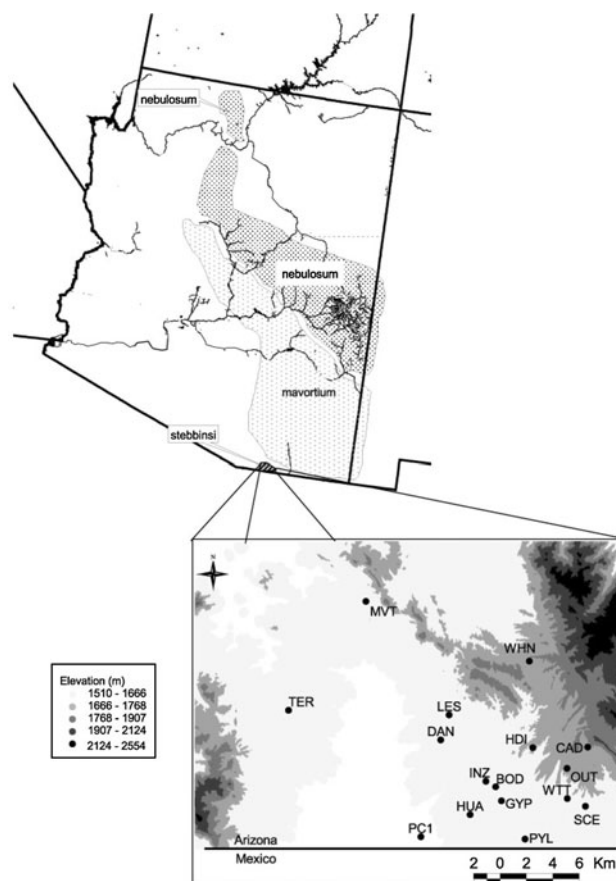 nebulosum
nebulosum
mavortium
stebbinsi
N
MVT
WHN
TER
LES
DAN
HDI
CAD
INZ
BOD
OUT
WTT
HUA
GYP
SCE
PC1
PYL
Arizona
Mexico
2 0 2 4 6 Km
Elevation (m)
1510 - 1666
1666 - 1768
1768 - 1907
1907 - 2124
2124 - 2554